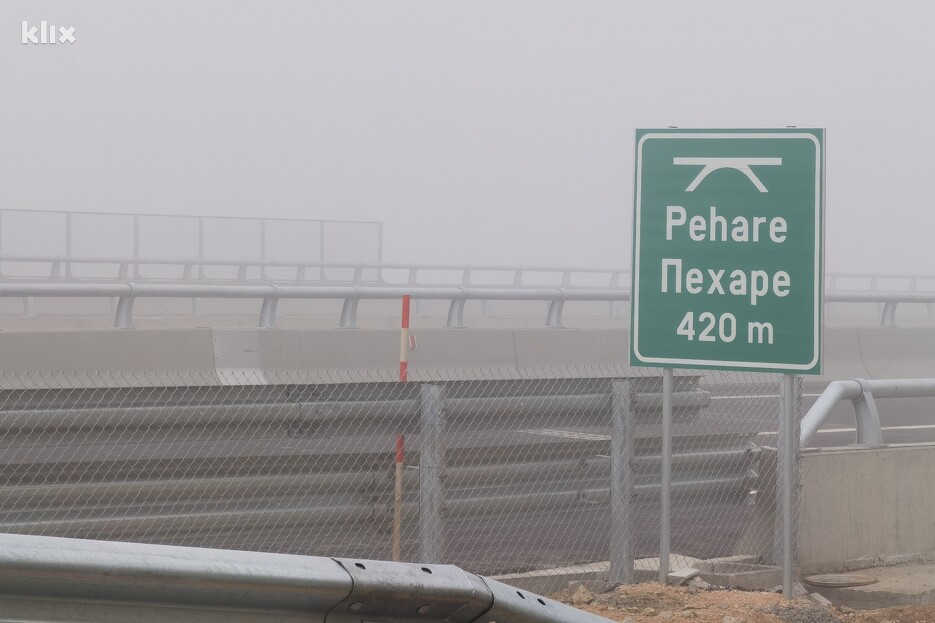 klix
Pehare
Пехаре
420 m